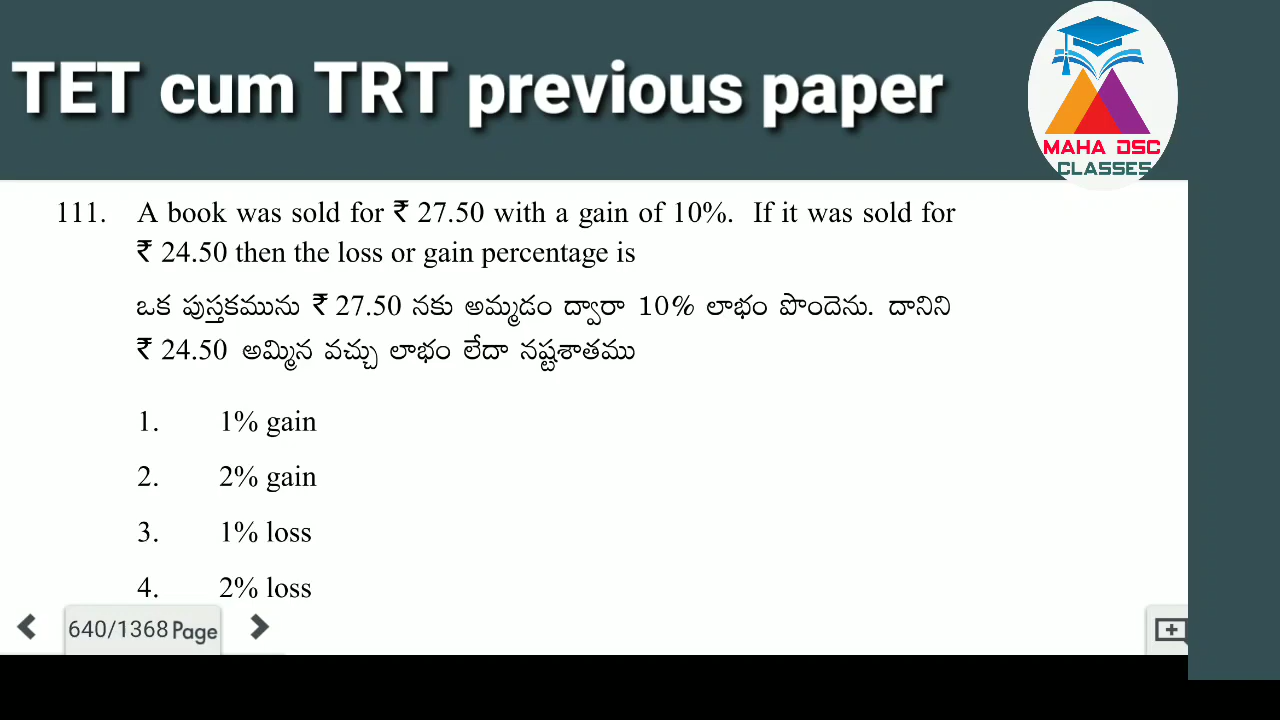 TET cum TRT previous paper
MAHA DSC
CLASSES
111. A book was sold for ₹ 27.50 with a gain of 10%. If it was sold for
₹ 24.50 then the loss or gain percentage is
ఒక పుస్తకమును ₹ 27.50 నకు అమ్మడం ద్వారా 10% లాభం పొందెను. దానిని
₹ 24.50 అమ్మిన వచ్చు లాభం లేదా నష్టశాతము
1. 1% gain
2. 2% gain
3. 1% loss
4. 2% loss
640/1368 Page